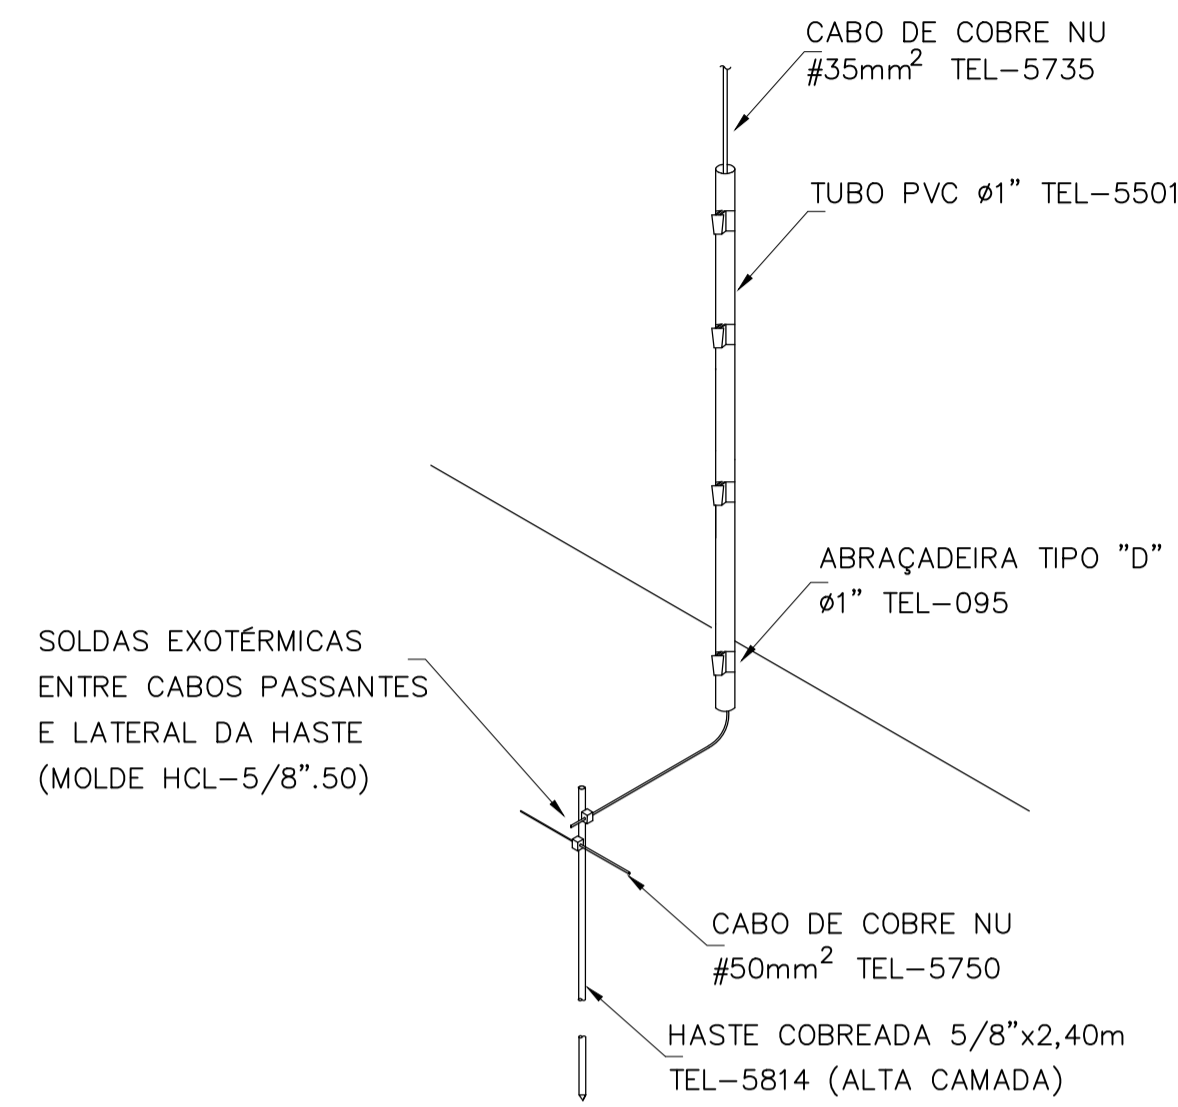 CABO DE COBRE NU
#35mm² TEL-5735
TUBO PVC ø1" TEL-5501
ABRAÇADEIRA TIPO "D"
ø1" TEL-095
SOLDAS EXOTÉRMICAS
ENTRE CABOS PASSANTES
E LATERAL DA HASTE
(MOLDE HCL-5/8".50)
CABO DE COBRE NU
#50mm² TEL-5750
HASTE COBREADA 5/8"x2,40m
TEL-5814 (ALTA CAMADA)